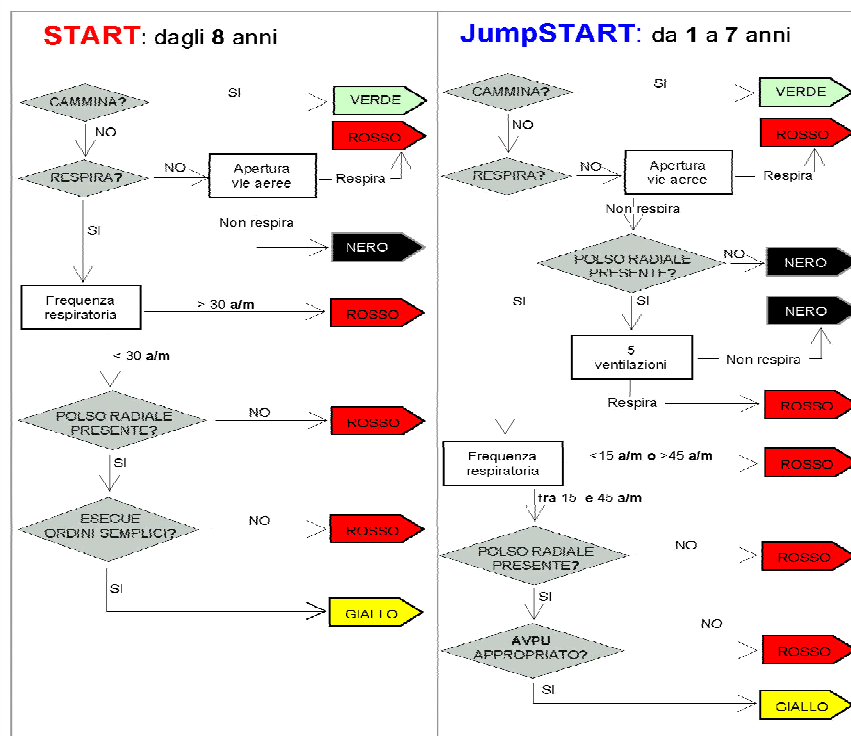 START: dagli 8 anni
CAMMINA?
SI
VERDE
NO
ROSSO
RESPIRA?
NO
Apertura
vie aeree
Respira
SI
Non respira
NERO
Frequenza
respiratoria
> 30 a/m
ROSSO
< 30 a/m
POLSO RADIALE
PRESENTE?
NO
ROSSO
SI
ESEGUE
ORDINI SEMPLICI?
NO
ROSSO
SI
GIALLO
JumpSTART: da 1 a 7 anni
CAMMINA?
SI
VERDE
NO
ROSSO
RESPIRA?
NO
Apertura
vie aeree
Respira
Non respira
POLSO RADIALE
PRESENTE?
NO
NERO
SI
SI
NERO
5
ventilazioni
Non respira
Respira
ROSSO
Frequenza
respiratoria
<15 a/m o >45 a/m
ROSSO
tra 15 e 45 a/m
POLSO RADIALE
PRESENTE?
NO
ROSSO
SI
AVPU
APPROPRIATO?
NO
ROSSO
SI
GIALLO